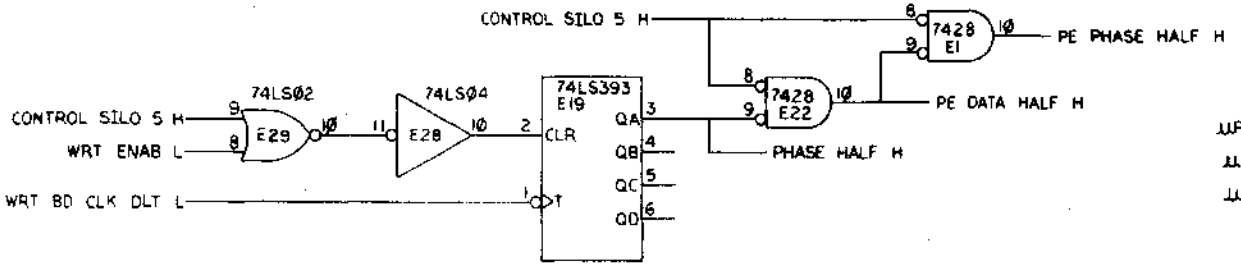 CONTROL SILO 5 H
8
7428
E1
10
PE PHASE HALF H
9
8
7428
E22
9
10
PE DATA HALF H
74LS02
74LS04
74LS393
E19
CONTROL SILO 5 H
9
E29
10
11
E28
10
2
CLR
QA
3
WRT ENAB L
8
QB
4
PHASE HALF H
QC
5
WRT BD CLK DLT L
1
QD
6